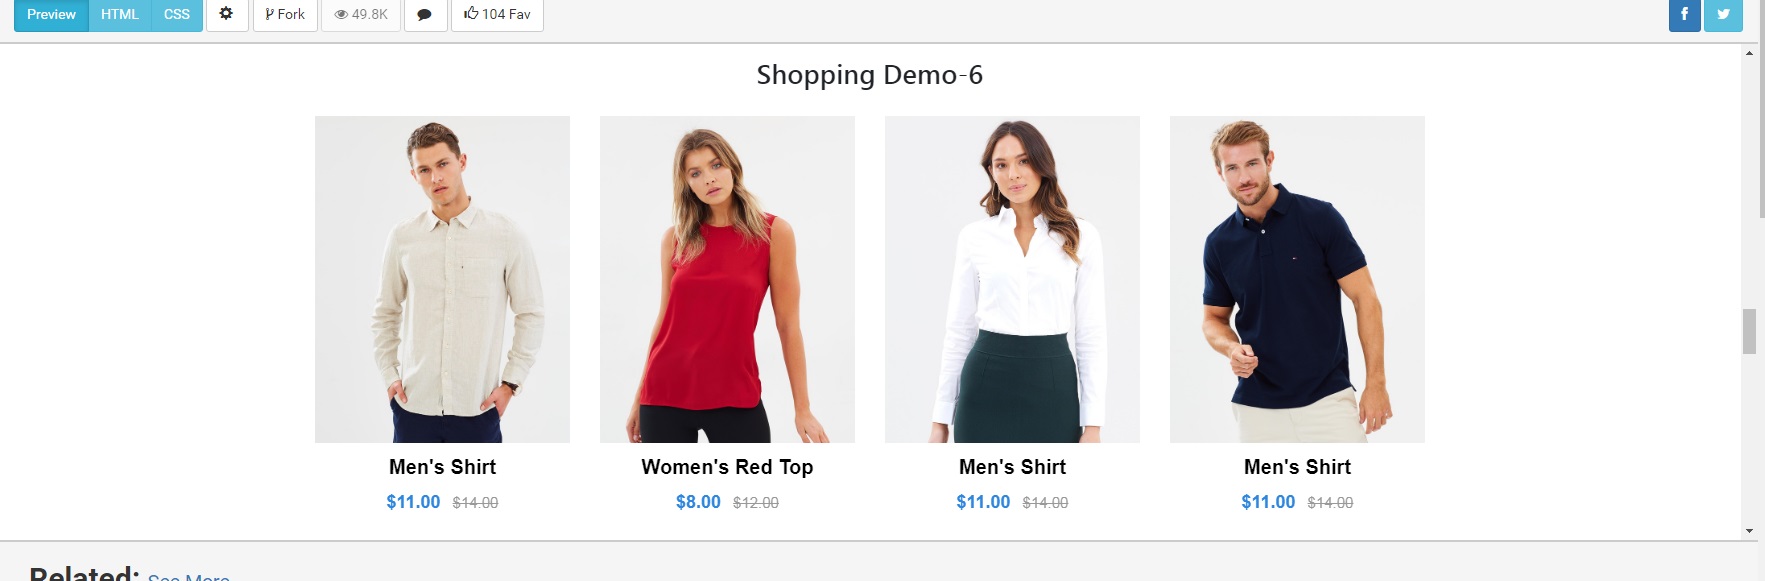 Preview HTML CSS Fork 49.8K 104 Fav
Shopping Demo-6
Men's Shirt Women's Red Top Men's Shirt Men's Shirt
$11.00 $14.00 $8.00 $12.00 $11.00 $14.00 $11.00 $14.00
Related: See More